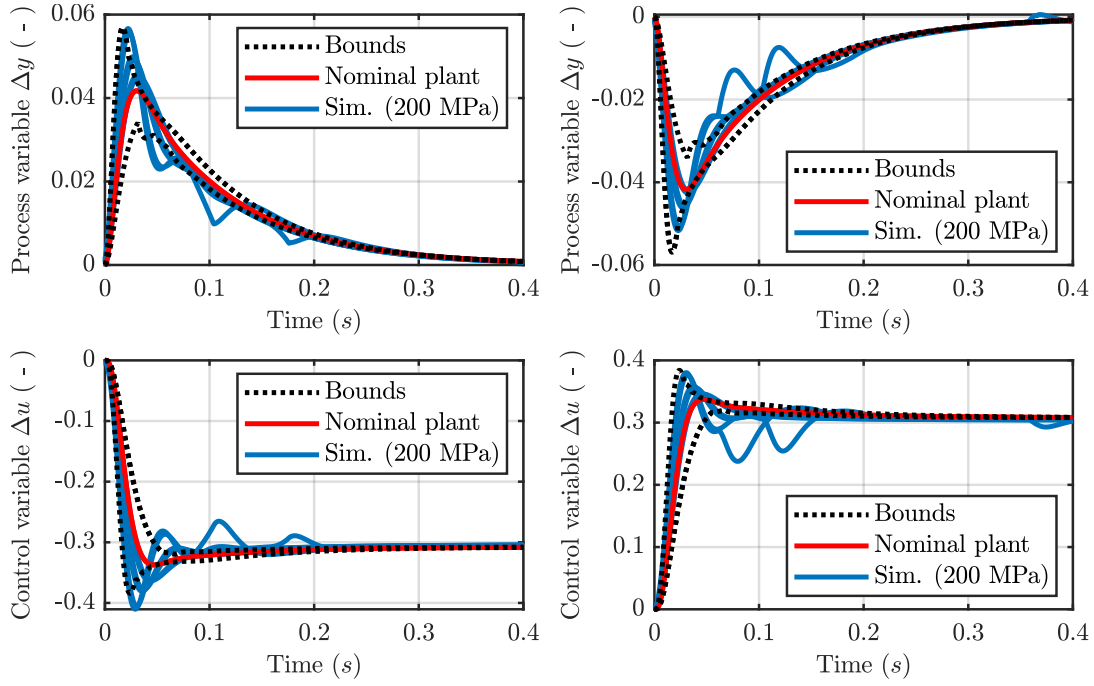 Process variable Δy ( - )
0.06
0.04
0.02
0
Bounds
Nominal plant
Sim. (200 MPa)
0 0.1 0.2 0.3 0.4
Time (s)
Process variable Δy ( - )
0
-0.02
-0.04
-0.06
Bounds
Nominal plant
Sim. (200 MPa)
0 0.1 0.2 0.3 0.4
Time (s)
Control variable Δu ( - )
0
-0.1
-0.2
-0.3
-0.4
Bounds
Nominal plant
Sim. (200 MPa)
0 0.1 0.2 0.3 0.4
Time (s)
Control variable Δu ( - )
0.4
0.3
0.2
0.1
0
Bounds
Nominal plant
Sim. (200 MPa)
0 0.1 0.2 0.3 0.4
Time (s)